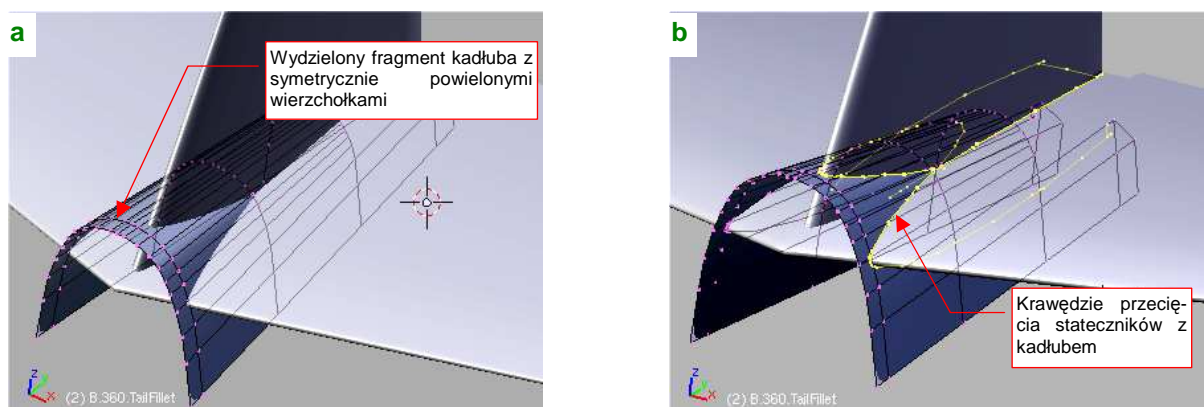 a
Wydzielony fragment kadłuba z
symetrycznie powielonymi
wierzchołkami
z
y
x
(2) B.360.TailFillet
b
Krawędzie przecię-
cia stateczników z
kadłubem
z
y
x
(2) B.360.TailFillet